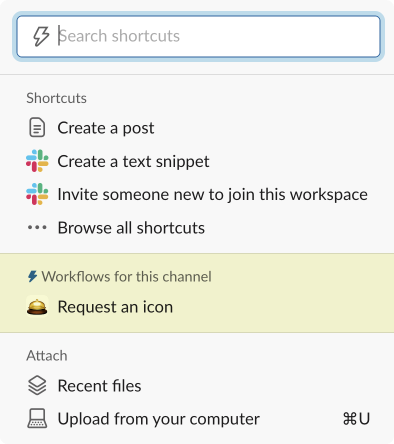 Search shortcuts
Shortcuts
Create a post
Create a text snippet
Invite someone new to join this workspace
Browse all shortcuts
Workflows for this channel
Request an icon
Attach
Recent files
Upload from your computer ⌘U